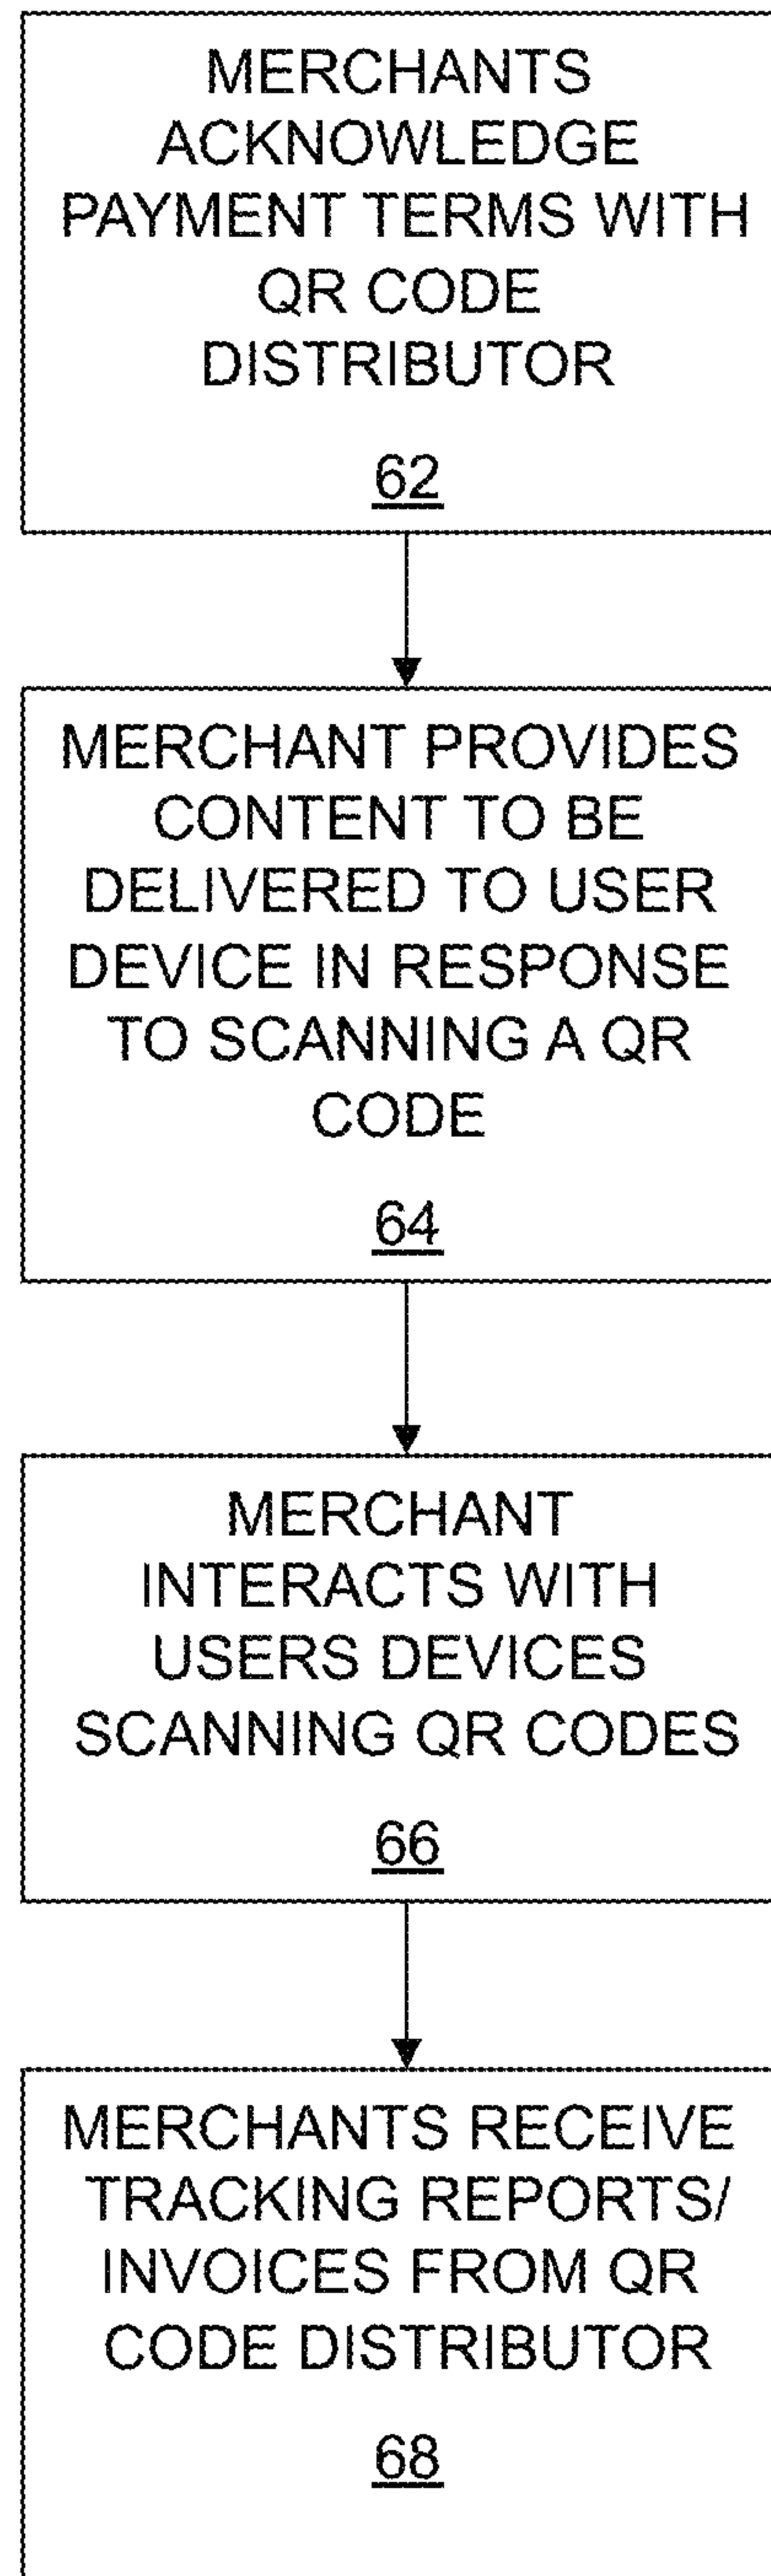 MERCHANTS
ACKNOWLEDGE
PAYMENT TERMS WITH
QR CODE
DISTRIBUTOR
62
MERCHANT PROVIDES
CONTENT TO BE
DELIVERED TO USER
DEVICE IN RESPONSE
TO SCANNING A QR
CODE
64
MERCHANT
INTERACTS WITH
USERS DEVICES
SCANNING QR CODES
66
MERCHANTS RECEIVE
TRACKING REPORTS/
INVOICES FROM QR
CODE DISTRIBUTOR
68